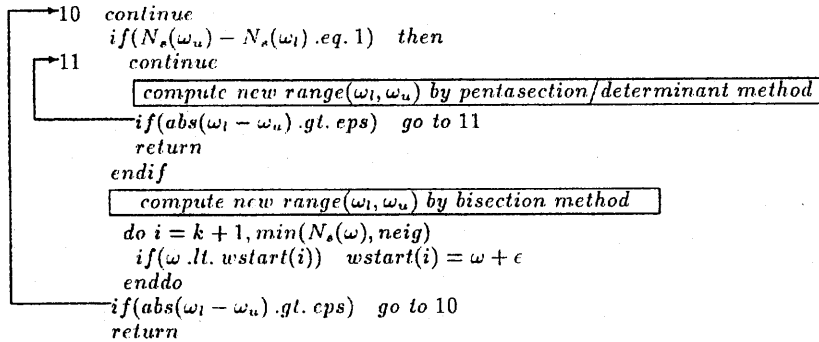 10 continue
if(N_s(ω_u) − N_s(ω_l) .eq. 1) then
11 continue
compute new range(ω_l, ω_u) by pentasection/determinant method
if(abs(ω_l − ω_u) .gt. eps) go to 11
return
endif
compute new range(ω_l, ω_u) by bisection method
do i = k + 1, min(N_s(ω), neig)
if(ω .lt. wstart(i)) wstart(i) = ω + ϵ
enddo
if(abs(ω_l − ω_u) .gt. eps) go to 10
return